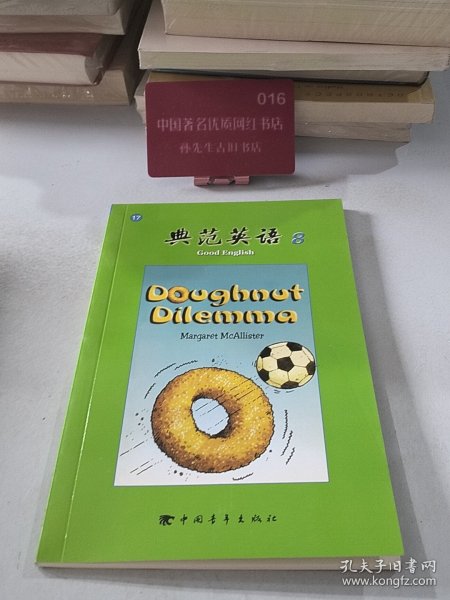 016
中国著名优质网红书店
孙先生古旧书店
17
典范英语 8
Good English
Doughnut
Dilemma
Margaret McAllister
中国青年出版社
孔夫子旧书网
www.kongfz.com